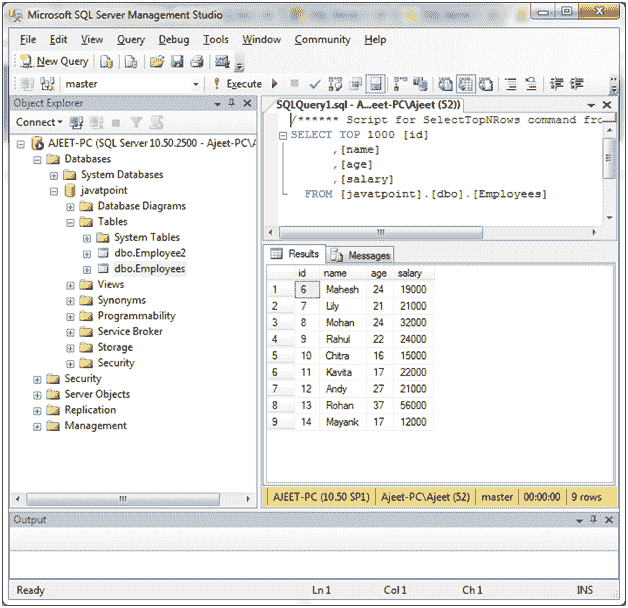 Microsoft SQL Server Management Studio
File Edit View Query Debug Tools Window Community Help
New Query
master Execute
Object Explorer
Connect
AJEET-PC (SQL Server 10.50.2500 - Ajeet-PC\A
Databases
System Databases
javatpoint
Database Diagrams
Tables
System Tables
dbo.Employee2
dbo.Employees
Views
Synonyms
Programmability
Service Broker
Storage
Security
Security
Server Objects
Replication
Management
SQLQuery1.sql - A...eet-PC\Ajeet (52))
/****** Script for SelectTopNRows command fro
SELECT TOP 1000 [id]
,[name]
,[age]
,[salary]
FROM [javatpoint].[dbo].[Employees]
Results Messages
id name age salary
1 6 Mahesh 24 19000
2 7 Lily 21 21000
3 8 Mohan 24 32000
4 9 Rahul 22 24000
5 10 Chitra 16 15000
6 11 Kavita 17 22000
7 12 Andy 27 21000
8 13 Rohan 37 56000
9 14 Mayank 17 12000
AJEET-PC (10.50 SP1) Ajeet-PC\Ajeet (52) master 00:00:00 9 rows
Output
Ready Ln 1 Col 1 Ch 1 INS